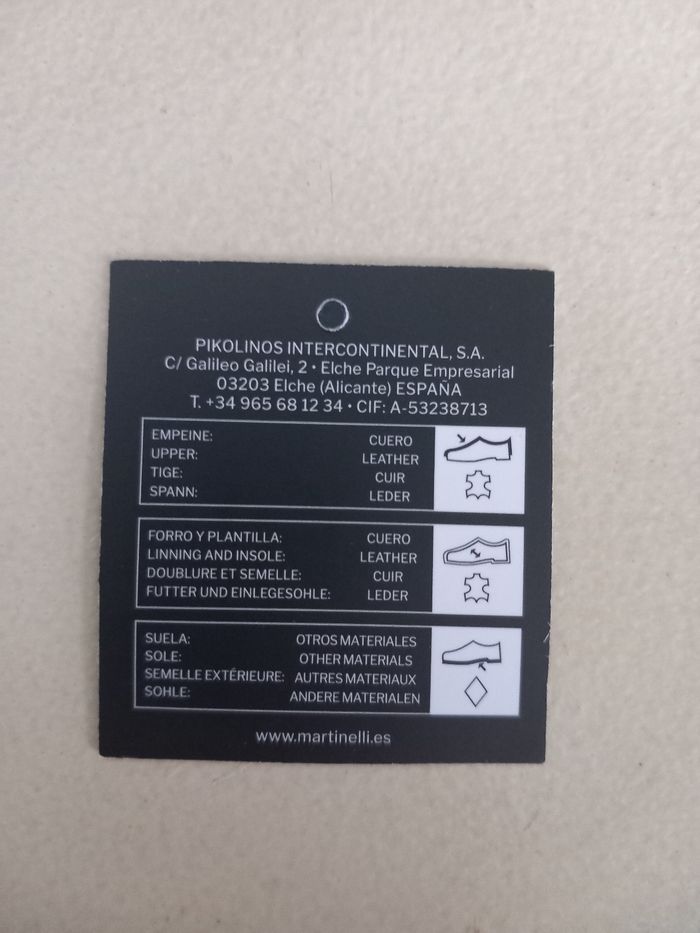 PIKOLINOS INTERCONTINENTAL, S.A.
C/ Galileo Galilei, 2 • Elche Parque Empresarial
03203 Elche (Alicante) ESPAÑA
T. +34 965 68 12 34 • CIF: A-53238713
EMPEINE: CUERO
UPPER: LEATHER
TIGE: CUIR
SPANN: LEDER
FORRO Y PLANTILLA: CUERO
LINNING AND INSOLE: LEATHER
DOUBLURE ET SEMELLE: CUIR
FUTTER UND EINLEGESOHLE: LEDER
SUELA: OTROS MATERIALES
SOLE: OTHER MATERIALS
SEMELLE EXTÉRIEURE: AUTRES MATERIAUX
SOHLE: ANDERE MATERIALEN
www.martinelli.es